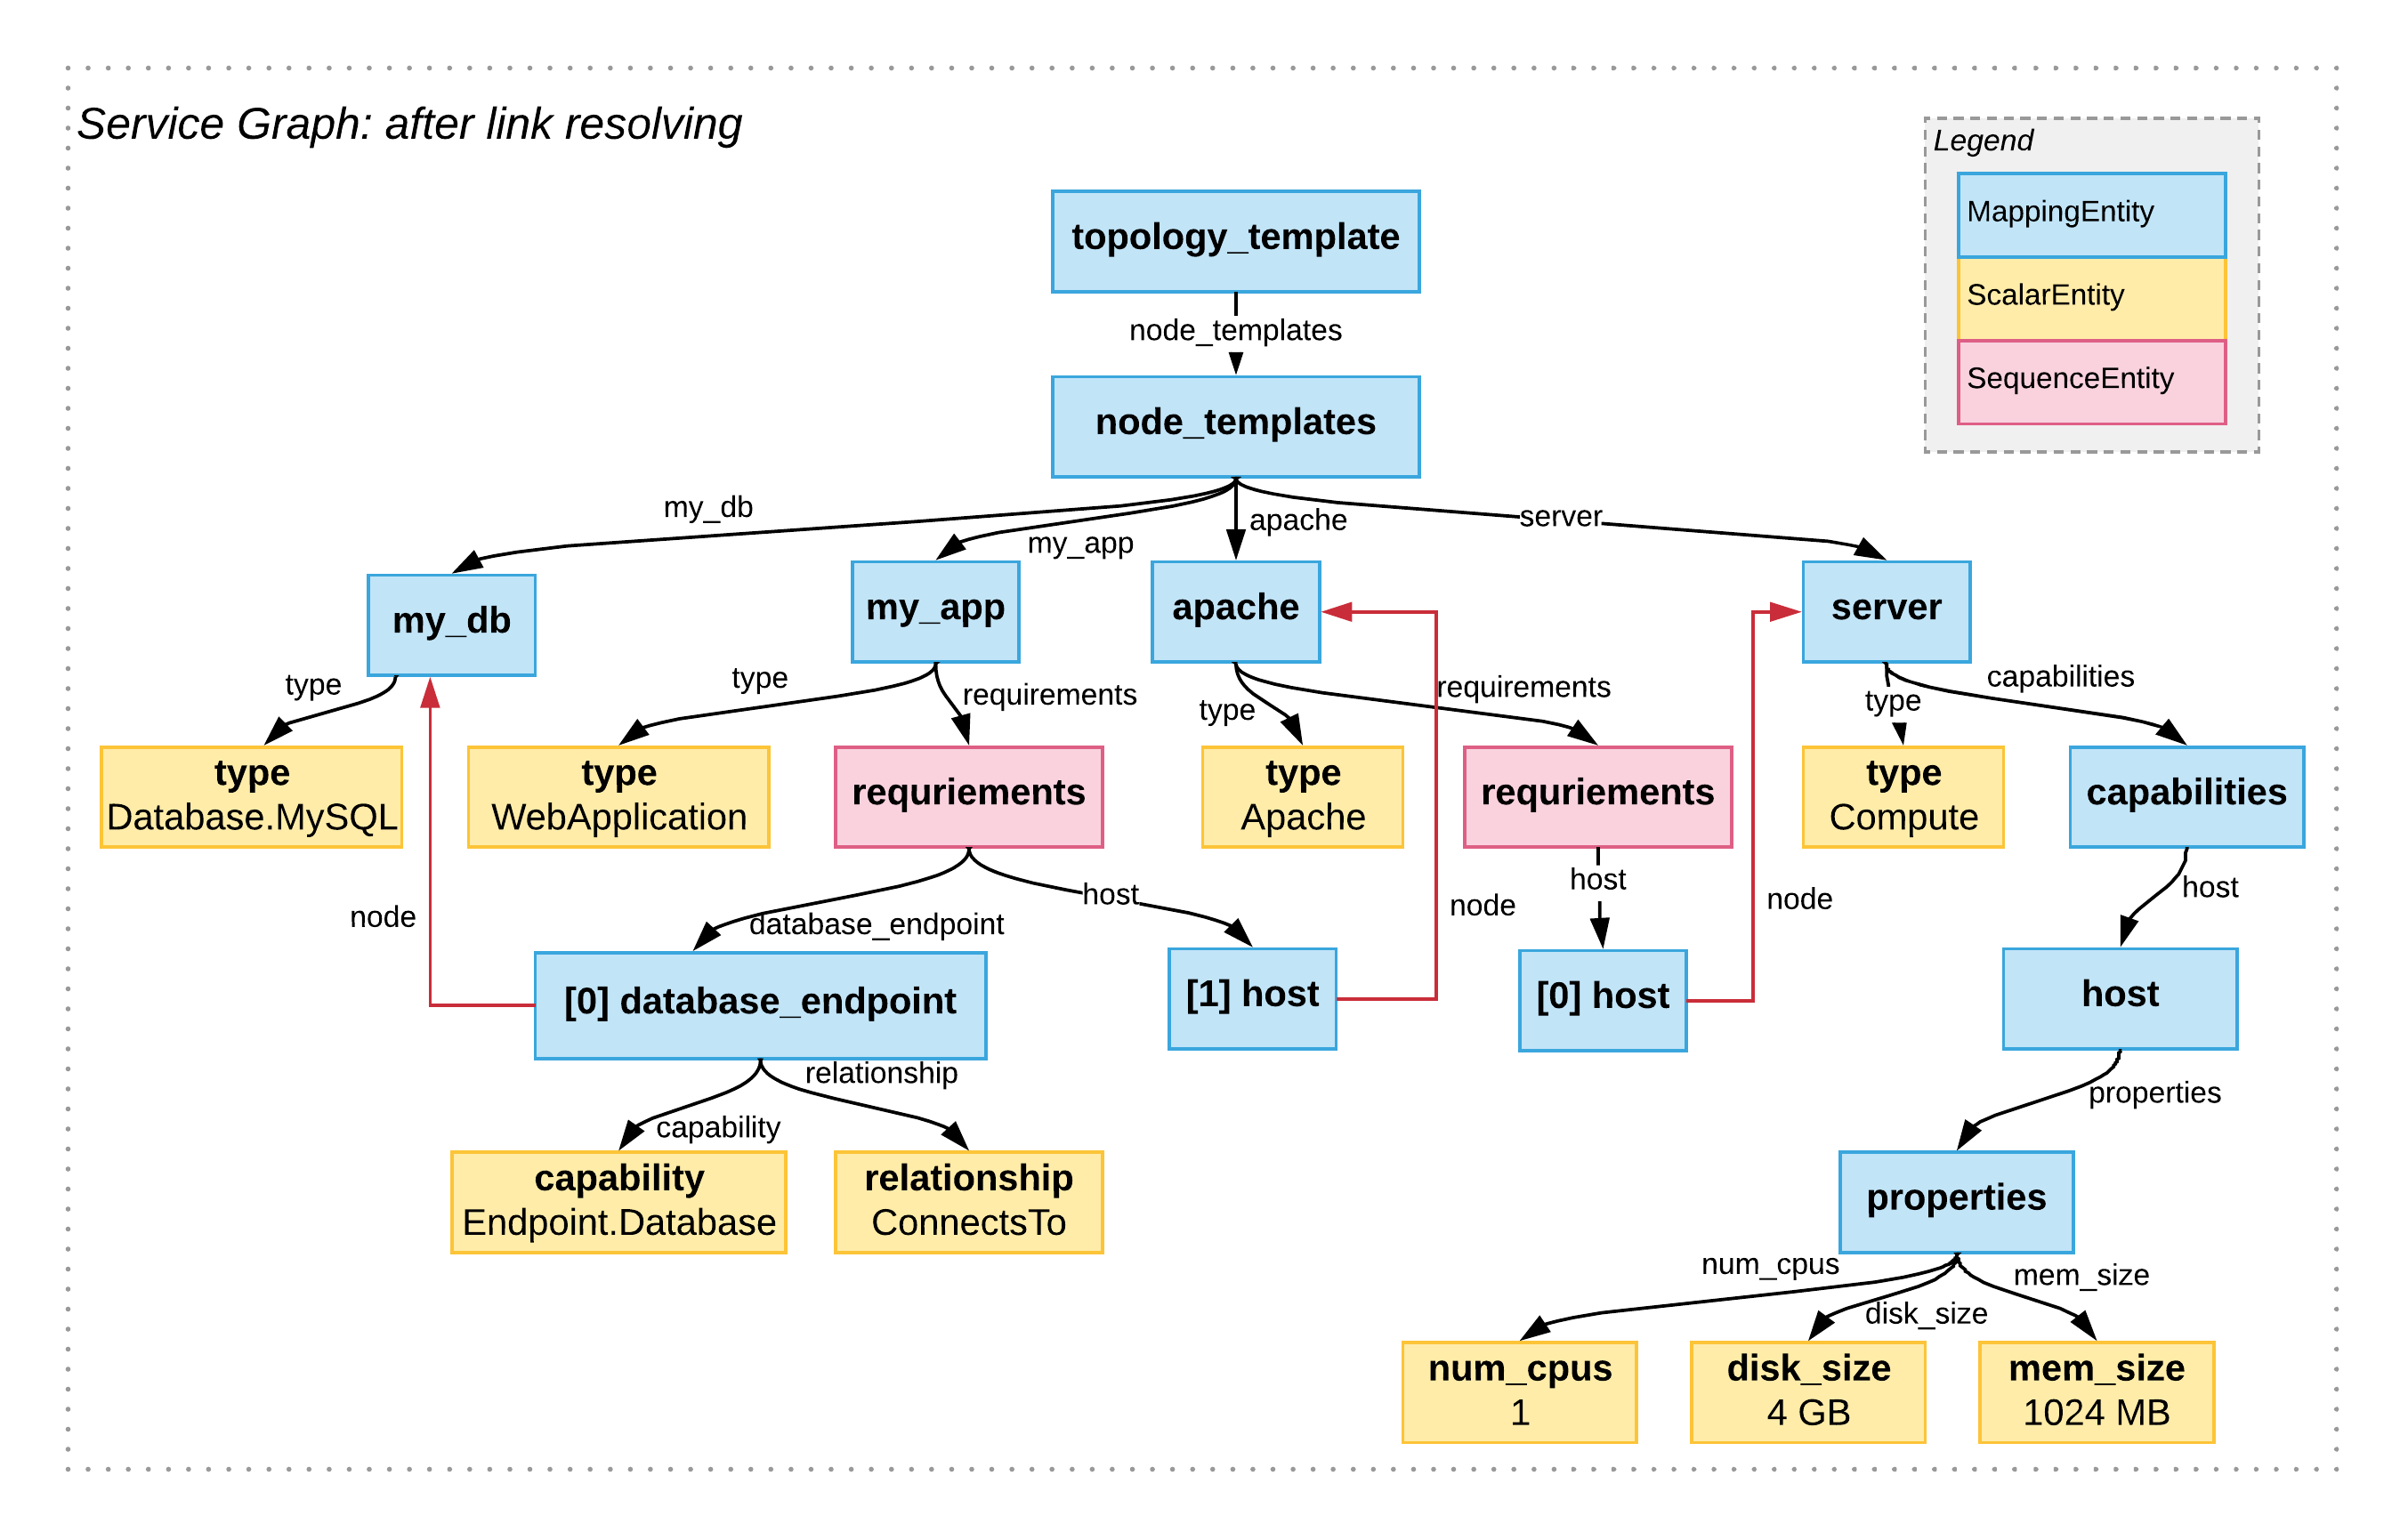 Service Graph: after link resolving
Legend
MappingEntity
ScalarEntity
SequenceEntity
topology_template
node_templates
node_templates
my_db
my_app
apache
server
my_db
my_app
apache
server
type
type
requirements
type
requirements
type
capabilities
type
Database.MySQL
type
WebApplication
requriements
type
Apache
requriements
type
Compute
capabilities
node
database_endpoint
host
node
host
node
host
[0] database_endpoint
[1] host
[0] host
host
relationship
capability
properties
capability
Endpoint.Database
relationship
ConnectsTo
properties
num_cpus
disk_size
mem_size
num_cpus
1
disk_size
4 GB
mem_size
1024 MB